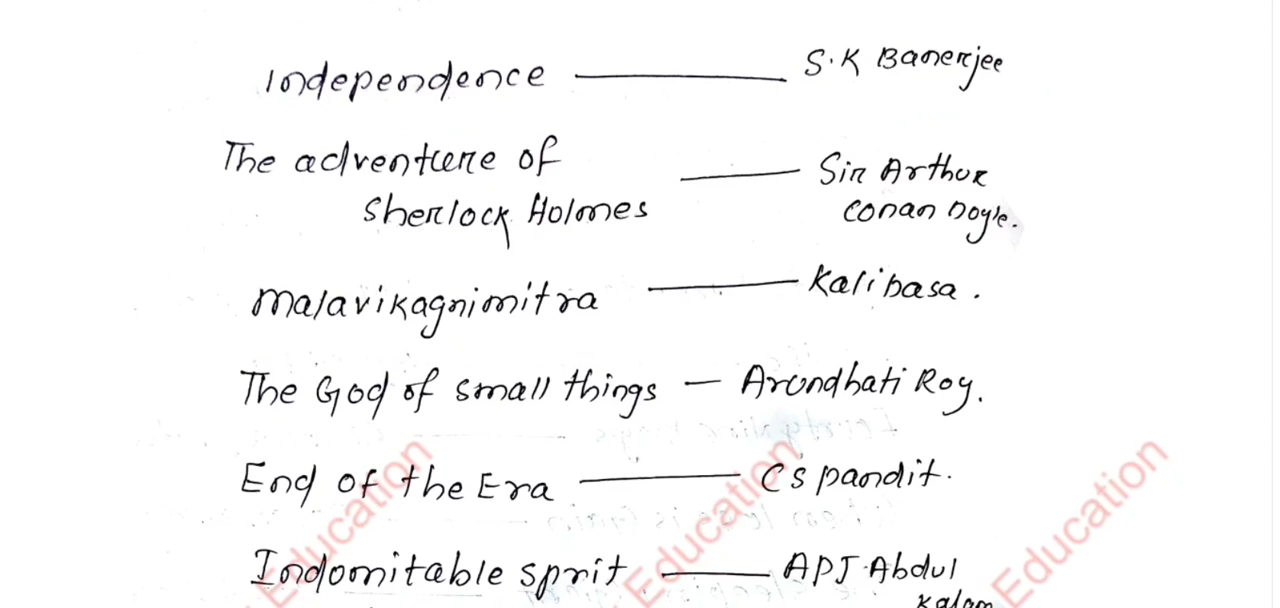 Independence — S.K Banerjee
The adventure of — Sir Arthur
Sherlock Holmes Conan Doyle.
Malavikagnimitra — Kalidasa.
The God of small things — Arundhati Roy.
End of the Era — C's pandit.
Indomitable sprit — APJ Abdul
Kalam
Education Education Education